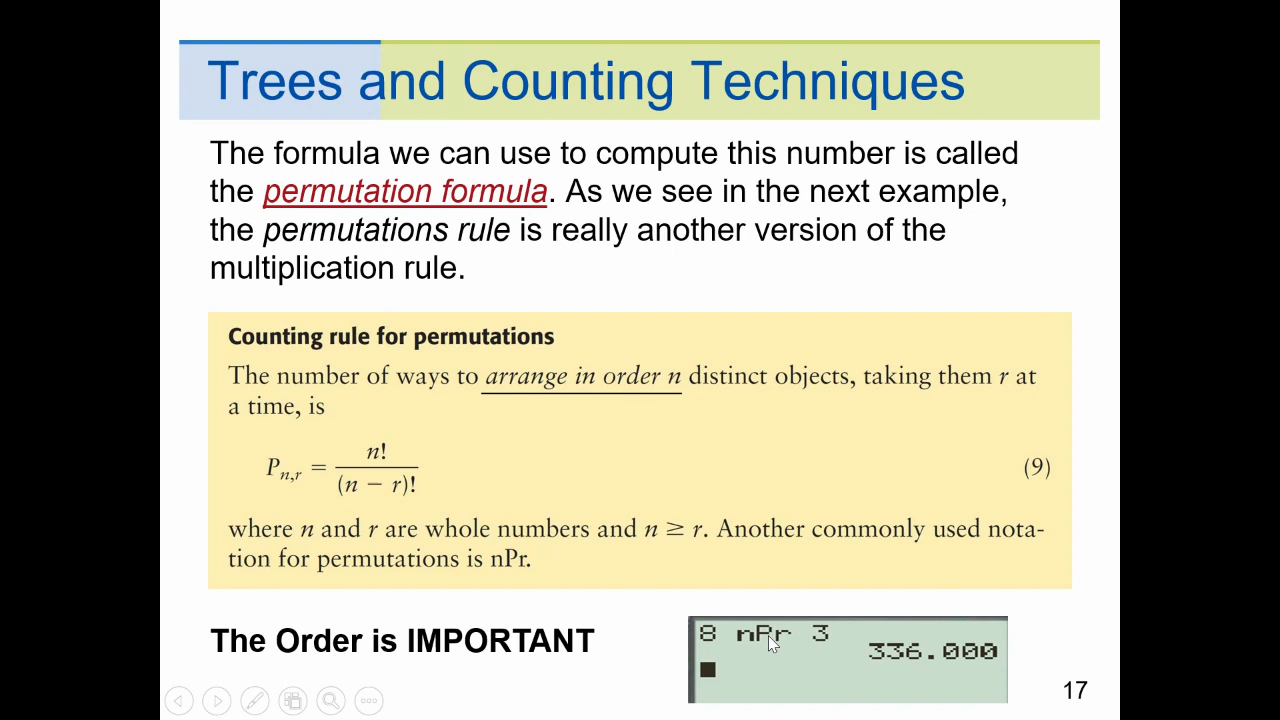 Trees and Counting Techniques
The formula we can use to compute this number is called
the permutation formula. As we see in the next example,
the permutations rule is really another version of the
multiplication rule.
Counting rule for permutations
The number of ways to arrange in order n distinct objects, taking them r at
a time, is
P_{n,r} = n! / (n − r)! (9)
where n and r are whole numbers and n ≥ r. Another commonly used nota-
tion for permutations is nPr.
The Order is IMPORTANT
8 nPr 3
336.000
17